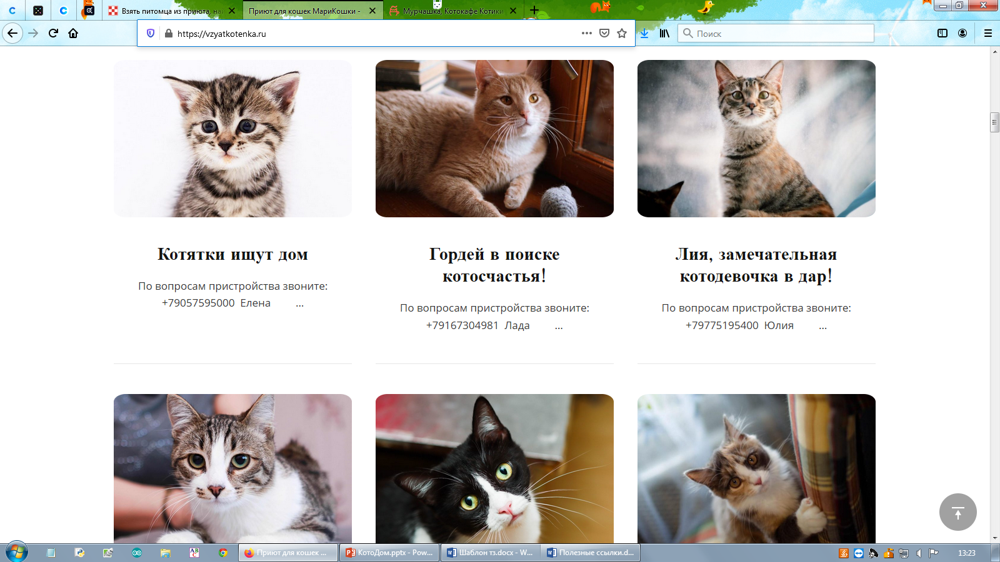 Взять питомца из приюта, на
Приют для кошек МариКошки -
Мурчашка, Котокафе Котики
https://vzyatkotenka.ru
Поиск
Котятки ищут дом
По вопросам пристройства звоните:
+79057595000 Елена ...
Гордей в поиске
котосчастья!
По вопросам пристройства звоните:
+79167304981 Лада ...
Лия, замечательная
котодевочка в дар!
По вопросам пристройства звоните:
+79775195400 Юлия ...
Приют для кошек ...
КотоДом.pptx - Pow...
Шаблон тз.docx - W...
Полезные ссылки.d...
13:23